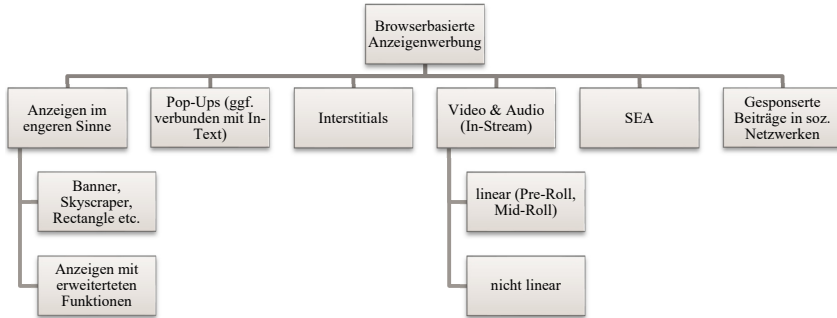 Browserbasierte
Anzeigenwerbung
Anzeigen im
engeren Sinne
Pop-Ups (ggf.
verbunden mit In-
Text)
Interstitials
Video & Audio
(In-Stream)
SEA
Gesponserte
Beiträge in soz.
Netzwerken
Banner,
Skyscraper,
Rectangle etc.
Anzeigen mit
erweiterteten
Funktionen
linear (Pre-Roll,
Mid-Roll)
nicht linear